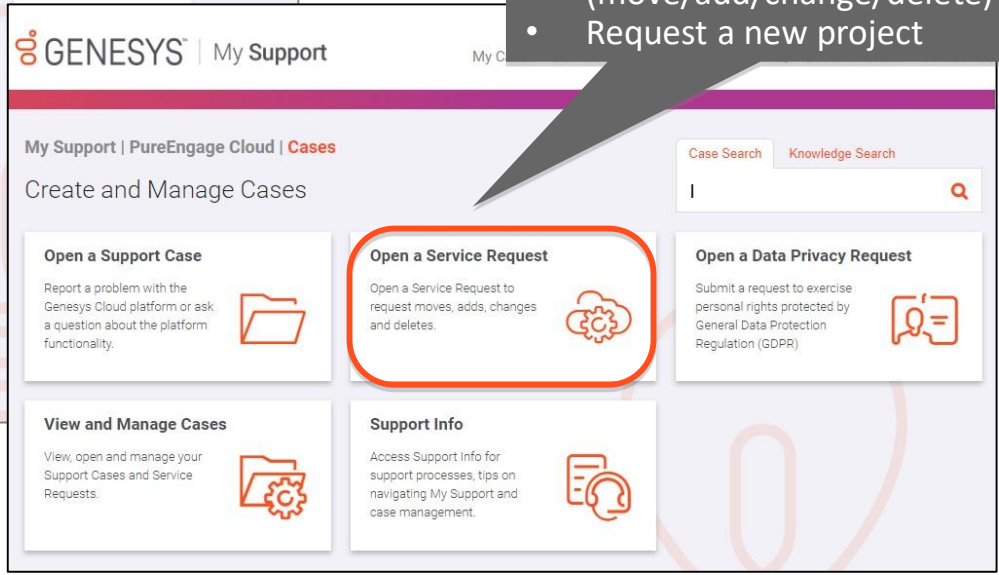 (move/add/change/delete)
• Request a new project
GENESYS™ | My Support
My C
My Support | PureEngage Cloud | Cases
Case Search Knowledge Search
Create and Manage Cases
Open a Support Case
Report a problem with the
Genesys Cloud platform or ask
a question about the platform
functionality.
Open a Service Request
Open a Service Request to
request moves, adds, changes
and deletes.
Open a Data Privacy Request
Submit a request to exercise
personal rights protected by
General Data Protection
Regulation (GDPR)
View and Manage Cases
View, open and manage your
Support Cases and Service
Requests.
Support Info
Access Support Info for
support processes, tips on
navigating My Support and
case management.